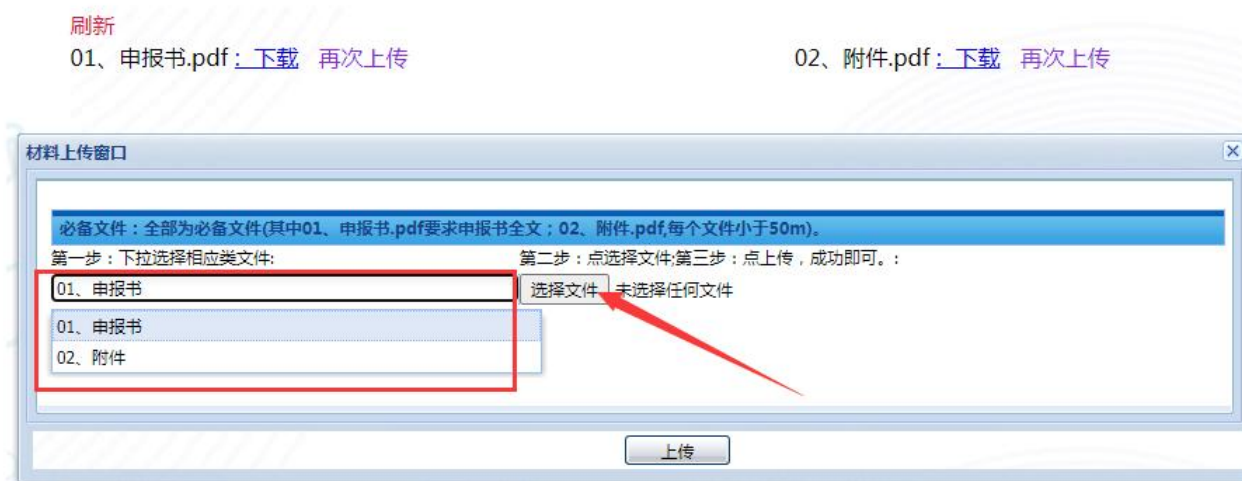 刷新
01、申报书.pdf：下载 再次上传 02、附件.pdf：下载 再次上传
材料上传窗口
必备文件：全部为必备文件(其中01、申报书.pdf要求申报书全文；02、附件.pdf,每个文件小于50m)。
第一步：下拉选择相应类文件: 第二步：点选择文件;第三步：点上传，成功即可。:
01、申报书 选择文件 未选择任何文件
01、申报书
02、附件
上传